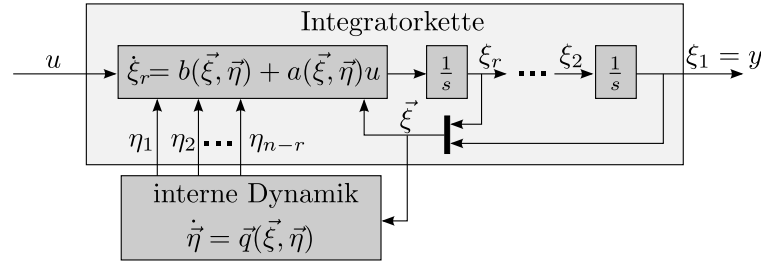 Integratorkette
u
ξ̇_r = b(ξ⃗, η⃗) + a(ξ⃗, η⃗)u
1/s
ξ_r
ξ_2
1/s
ξ_1 = y
ξ⃗
η_1 η_2 ... η_{n−r}
interne Dynamik
η⃗̇ = q⃗(ξ⃗, η⃗)